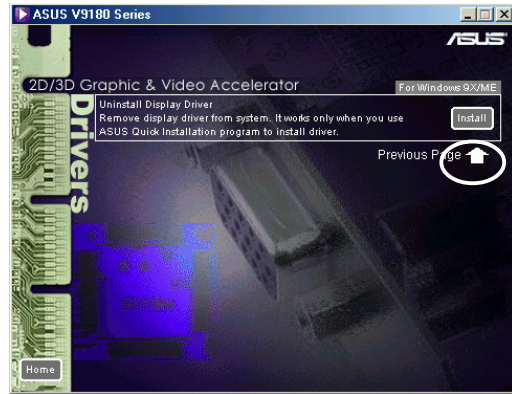 ASUS V9180 Series
ASUS
2D/3D Graphic & Video Accelerator
For Windows 9X/ME
Drivers
Uninstall Display Driver
Remove display driver from system. It works only when you use
ASUS Quick Installation program to install driver.
Install
Previous Page
Home